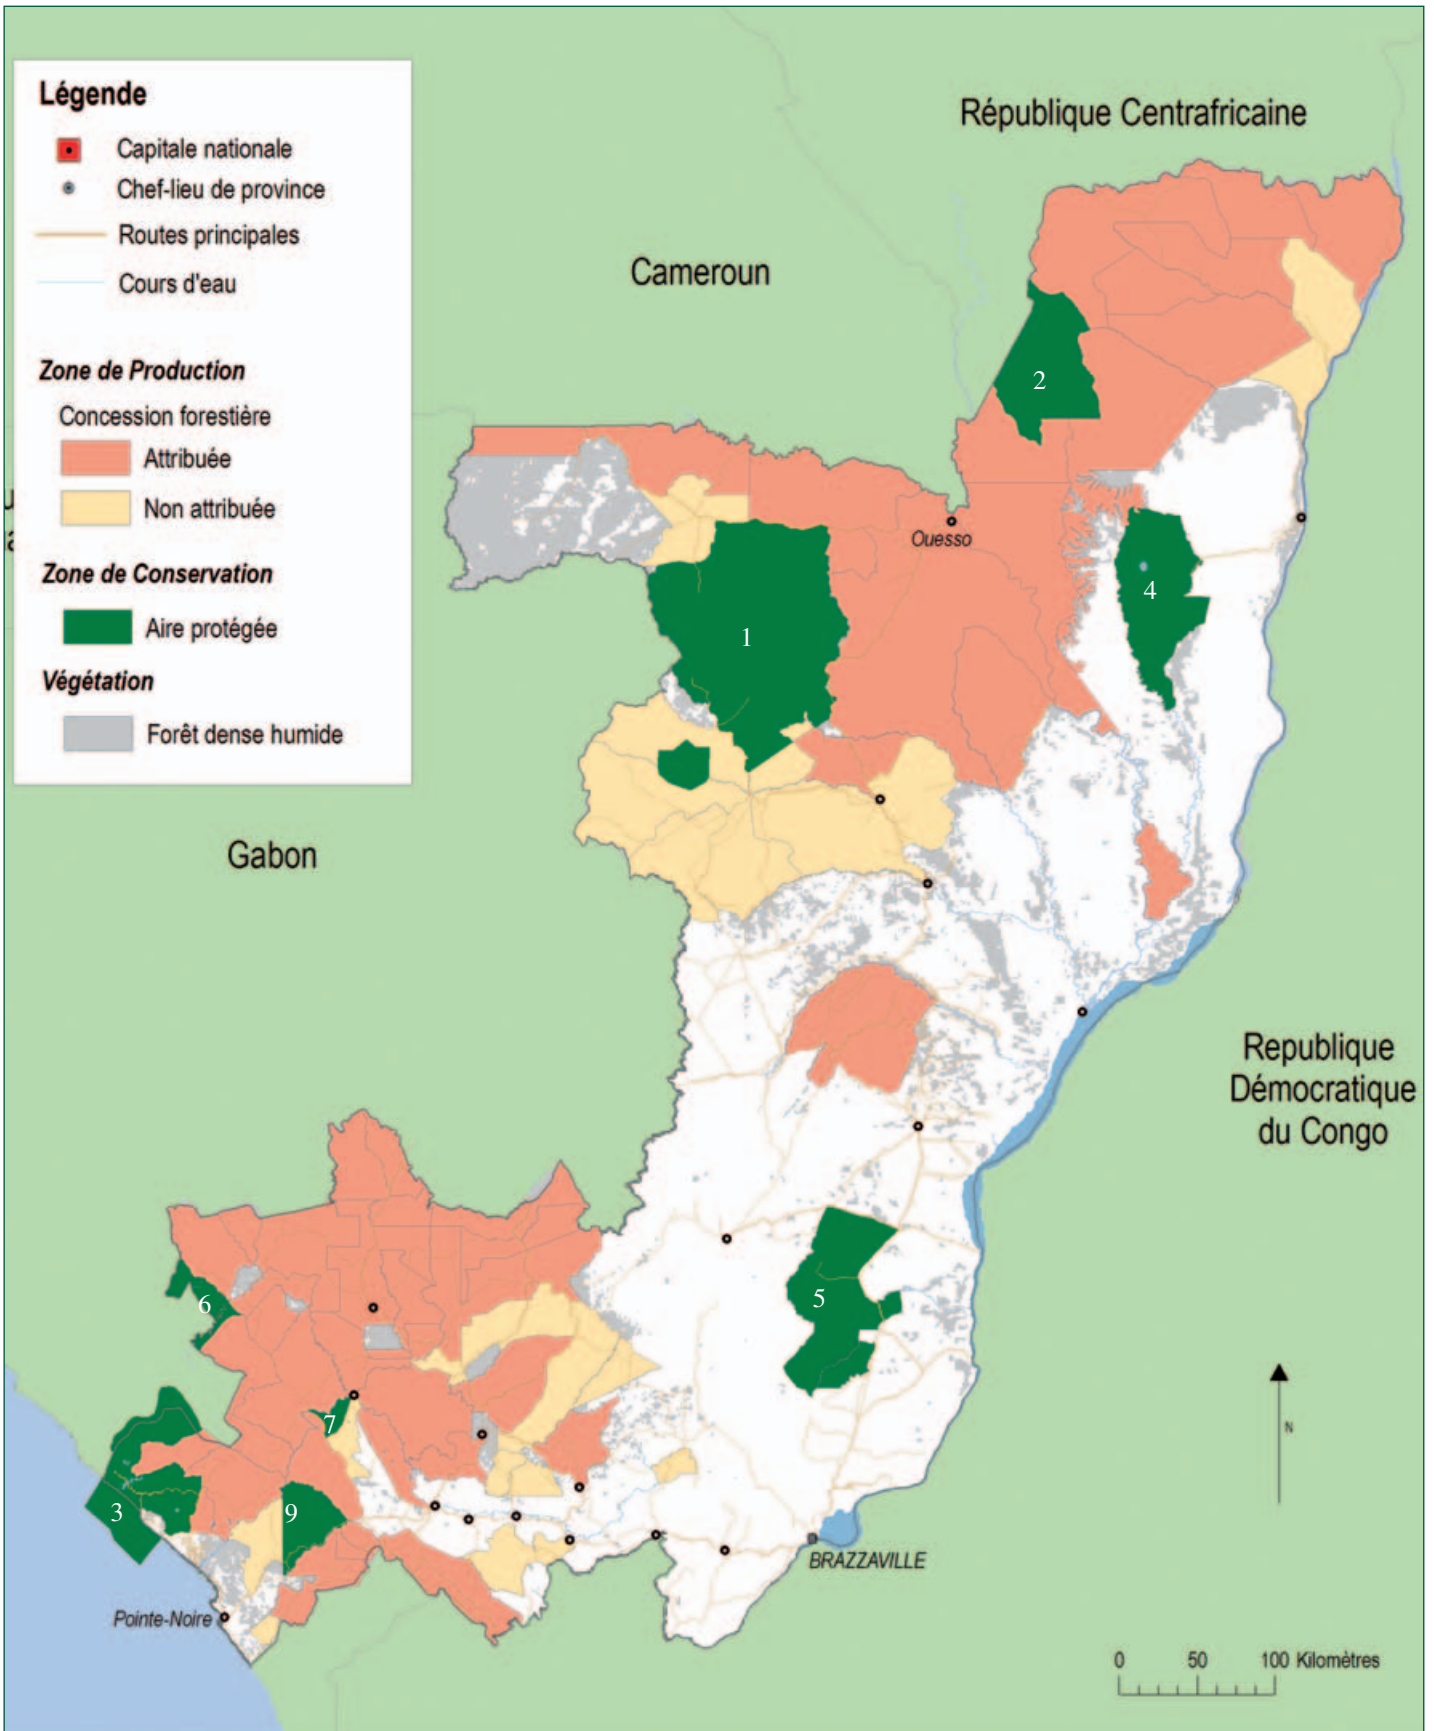 Légende
Capitale nationale
Chef-lieu de province
Routes principales
Cours d'eau
Zone de Production
Concession forestière
Attribuée
Non attribuée
Zone de Conservation
Aire protégée
Végétation
Forêt dense humide
République Centrafricaine
Cameroun
Gabon
Republique
Démocratique
du Congo
Ouesso
BRAZZAVILLE
Pointe-Noire
1
2
3
4
5
6
7
9
N
0 50 100 Kilomètres